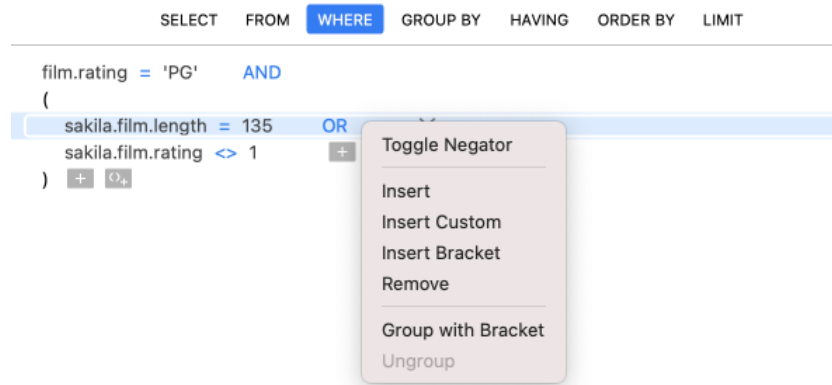 SELECT FROM WHERE GROUP BY HAVING ORDER BY LIMIT
film.rating = 'PG' AND
(
sakila.film.length = 135 OR
sakila.film.rating <> 1 +
) + ()+
Toggle Negator
Insert
Insert Custom
Insert Bracket
Remove
Group with Bracket
Ungroup